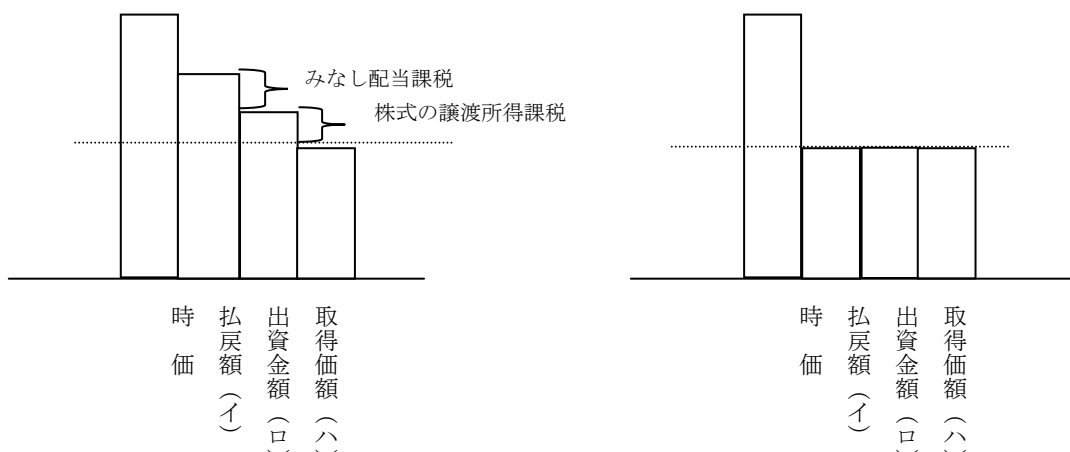 みなし配当課税
株式の譲渡所得課税
時価
払戻額（イ）
出資金額（ロ）
取得価額（ハ）
時価
払戻額（イ）
出資金額（ロ）
取得価額（ハ）